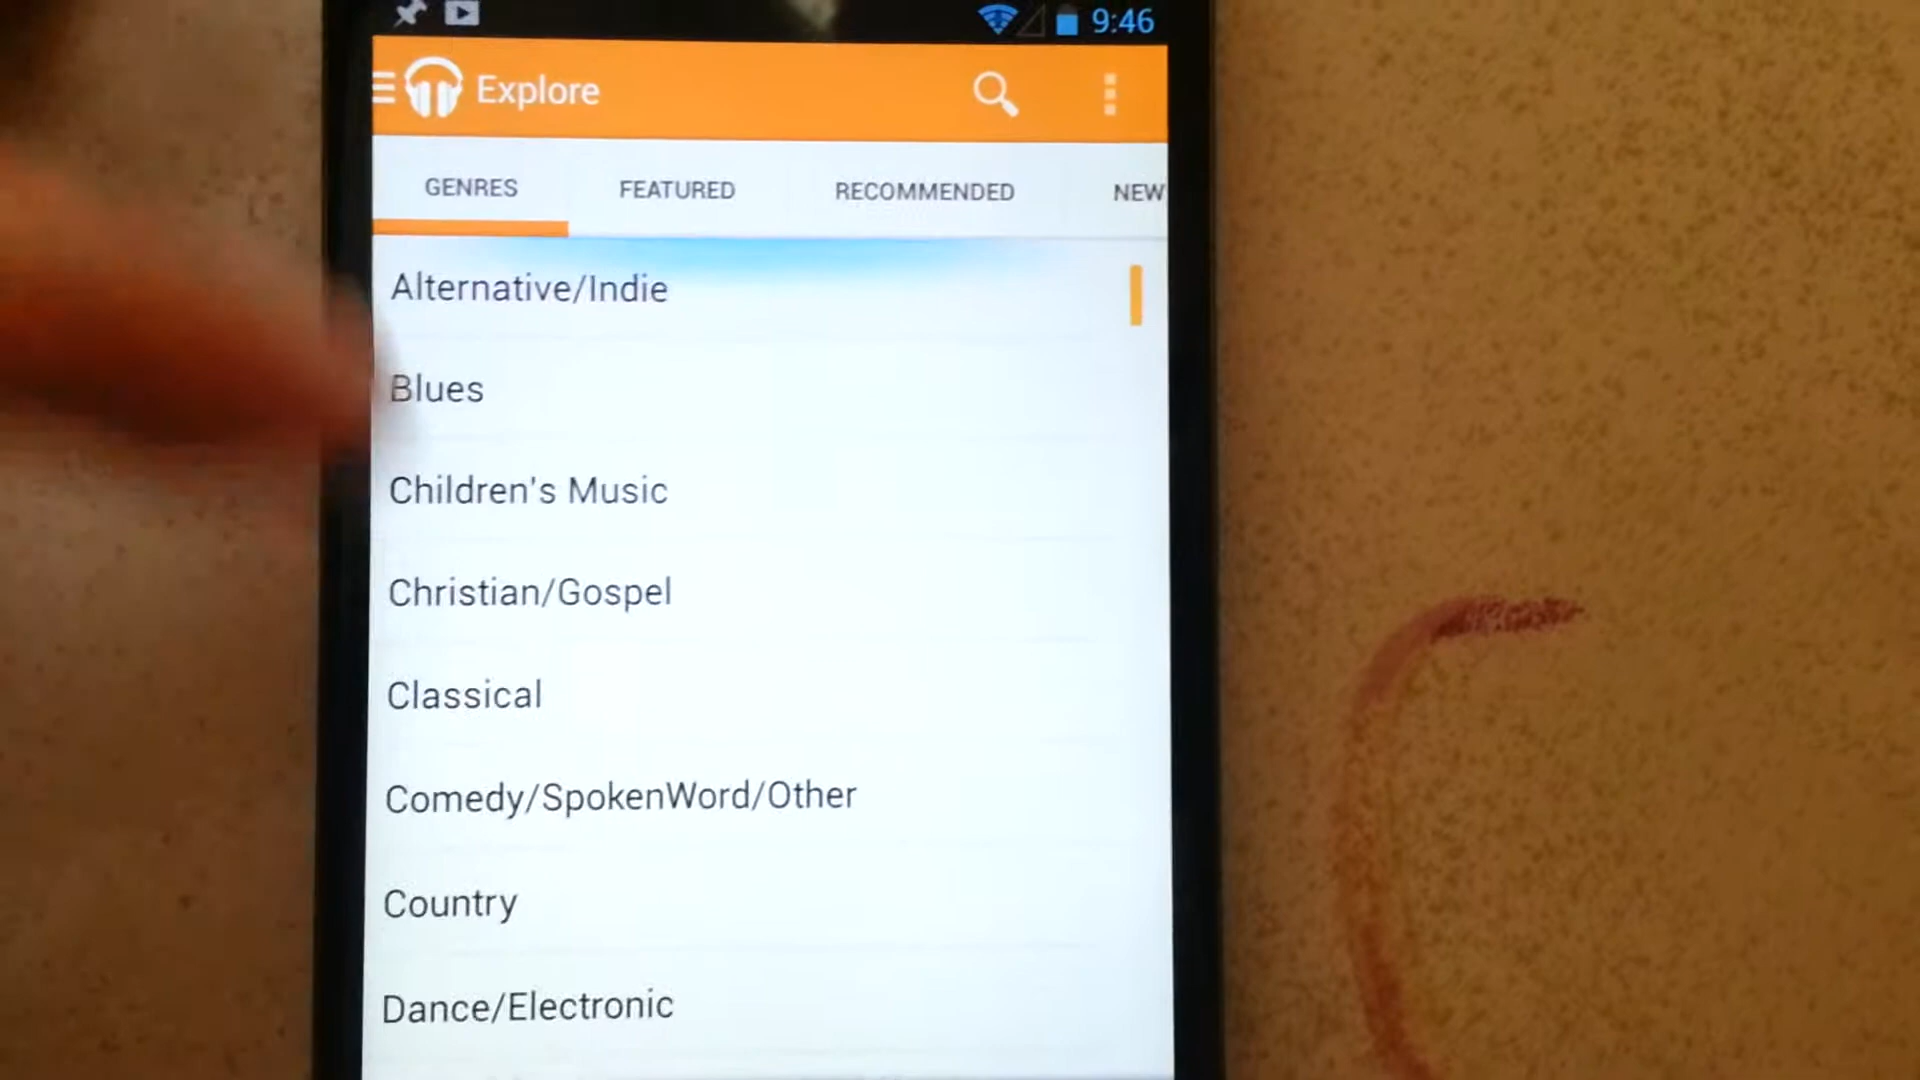 9:46
Explore
GENRES FEATURED RECOMMENDED NEW
Alternative/Indie
Blues
Children's Music
Christian/Gospel
Classical
Comedy/SpokenWord/Other
Country
Dance/Electronic